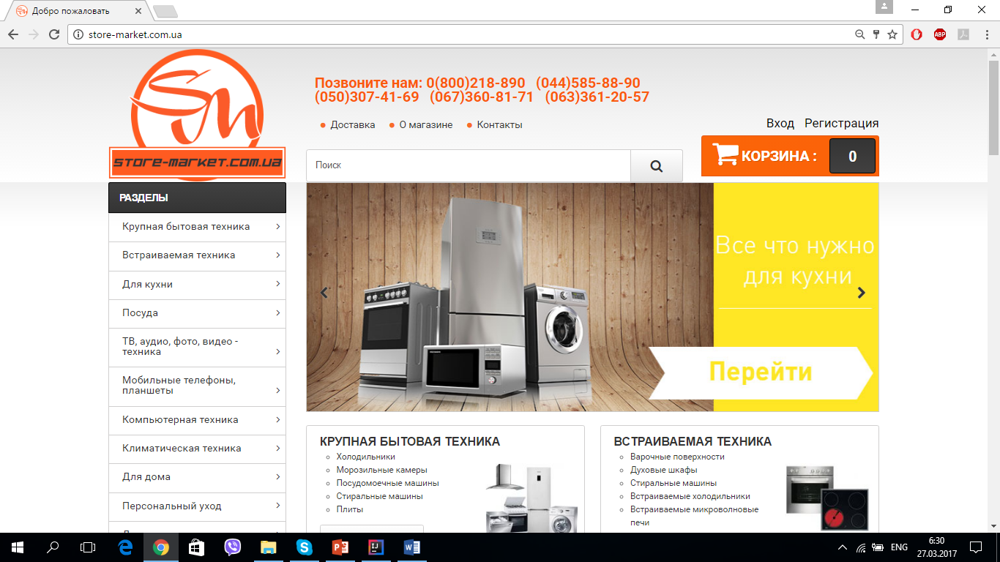 Добро пожаловать
store-market.com.ua
Позвоните нам: 0(800)218-890 (044)585-88-90
(050)307-41-69 (067)360-81-71 (063)361-20-57
Доставка О магазине Контакты
Вход Регистрация
SM
store-market.com.ua
Поиск
КОРЗИНА : 0
РАЗДЕЛЫ
Крупная бытовая техника
Встраиваемая техника
Для кухни
Посуда
ТВ, аудио, фото, видео -
техника
Мобильные телефоны,
планшеты
Компьютерная техника
Климатическая техника
Для дома
Персональный уход
Все что нужно
для кухни
Перейти
КРУПНАЯ БЫТОВАЯ ТЕХНИКА
Холодильники
Морозильные камеры
Посудомоечные машины
Стиральные машины
Плиты
ВСТРАИВАЕМАЯ ТЕХНИКА
Варочные поверхности
Духовые шкафы
Стиральные машины
Встраиваемые холодильники
Встраиваемые микроволновые
печи
ABP
ENG
6:30
27.03.2017